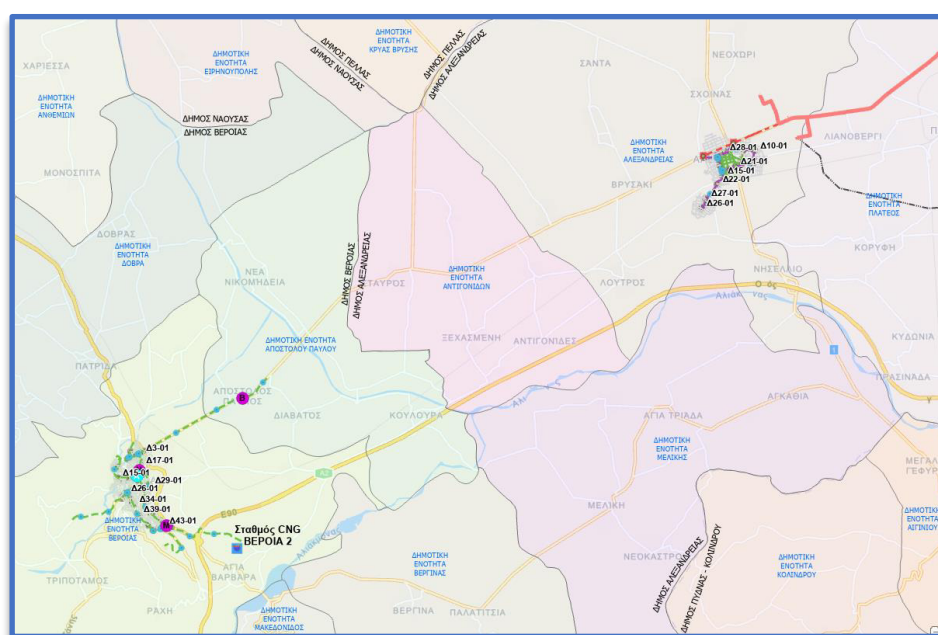 ΧΑΡΙΕΣΣΑ
ΔΗΜΟΤΙΚΗ
ΕΝΟΤΗΤΑ
ΑΝΘΕΜΙΩΝ
ΔΗΜΟΤΙΚΗ
ΕΝΟΤΗΤΑ
ΕΙΡΗΝΟΥΠΟΛΗΣ
ΔΗΜΟΤΙΚΗ
ΕΝΟΤΗΤΑ
ΚΡΥΑΣ ΒΡΥΣΗΣ
ΔΗΜΟΣ ΠΕΛΛΑΣ
ΔΗΜΟΣ ΝΑΟΥΣΑΣ
ΔΗΜΟΣ ΠΕΛΛΑΣ
ΔΗΜΟΣ ΑΛΕΞΑΝΔΡΕΙΑΣ
ΔΗΜΟΣ ΝΑΟΥΣΑΣ
ΔΗΜΟΣ ΒΕΡΟΙΑΣ
ΣΑΝΤΑ
ΝΕΟΧΩΡΙ
ΣΧΟΙΝΑΣ
ΛΙΑΝΟΒΕΡΓΙ
ΔΗΜΟΤΙΚΗ
ΕΝΟΤΗΤΑ
ΑΛΕΞΑΝΔΡΕΙΑΣ
Δ28-01
Δ10-01
Δ21-01
Δ15-01
Δ22-01
Δ27-01
Δ26-01
ΒΡΥΣΑΚΙ
ΔΗΜΟΤΙΚΗ
ΕΝΟΤΗΤΑ
ΠΛΑΤΕΟΣ
ΚΟΡΥΦΗ
ΜΟΝΟΣΠΙΤΑ
ΔΟΒΡΑΣ
ΔΗΜΟΤΙΚΗ
ΕΝΟΤΗΤΑ
ΔΟΒΡΑ
ΝΕΑ
ΝΙΚΟΜΗΔΕΙΑ
ΔΗΜΟΣ ΒΕΡΟΙΑΣ
ΔΗΜΟΣ ΑΛΕΞΑΝΔΡΕΙΑΣ
ΣΤΑΥΡΟΣ
ΔΗΜΟΤΙΚΗ
ΕΝΟΤΗΤΑ
ΑΝΤΙΓΟΝΙΔΩΝ
ΛΟΥΤΡΟΣ
ΝΗΣΕΛΛΙΟ
ΞΕΧΑΣΜΕΝΗ
ΑΝΤΙΓΟΝΙΔΕΣ
ΚΥΔΩΝΙΑ
ΠΡΑΣΙΝΑΔΑ
ΔΗΜΟΤΙΚΗ ΕΝΟΤΗΤΑ
ΑΠΟΣΤΟΛΟΥ ΠΑΥΛΟΥ
ΠΑΤΡΙΔΑ
ΑΠΟΣΤΟΛΟΣ
B
ΔΙΑΒΑΤΟΣ
ΚΟΥΛΟΥΡΑ
ΑΓΚΑΘΙΑ
ΑΓΙΑ ΤΡΙΑΔΑ
ΔΗΜΟΤΙΚΗ
ΕΝΟΤΗΤΑ
ΜΕΛΙΚΗΣ
Δ3-01
Δ17-01
Δ15-01
Δ29-01
Δ26-01
Δ34-01
Δ39-01
Δ43-01
A2
E90
ΔΗΜΟΤΙΚΗ
ΕΝΟΤΗΤΑ
ΒΕΡΟΙΑΣ
Σταθμός CNG
ΒΕΡΟΙΑ 2
ΑΓΙΑ
ΒΑΡΒΑΡΑ
ΤΡΙΠΟΤΑΜΟΣ
ΡΑΧΗ
Αλιάκμονας
ΜΕΛΙΚΗ
ΝΕΟΚΑΣΤΡΟ
ΔΗΜΟΣ ΑΛΕΞΑΝΔΡΕΙΑΣ
ΔΗΜΟΣ ΠΥΔΝΑΣ - ΚΟΛΙΝΔΡΟΥ
ΔΗΜΟΤΙΚΗ
ΕΝΟΤΗΤΑ
ΒΕΡΓΙΝΑΣ
ΒΕΡΓΙΝΑ
ΠΑΛΑΤΙΤΣΙΑ
ΔΗΜΟΤΙΚΗ
ΕΝΟΤΗΤΑ
ΜΑΚΕΔΟΝΙΔΟΣ
ΔΗΜΟΤΙΚΗ
ΕΝΟΤΗΤΑ
ΚΟΛΙΝΔΡΟΥ
ΔΗΜΟΤΙΚΗ
ΕΝΟΤΗΤΑ
ΑΙΓΙΝΙΟΥ